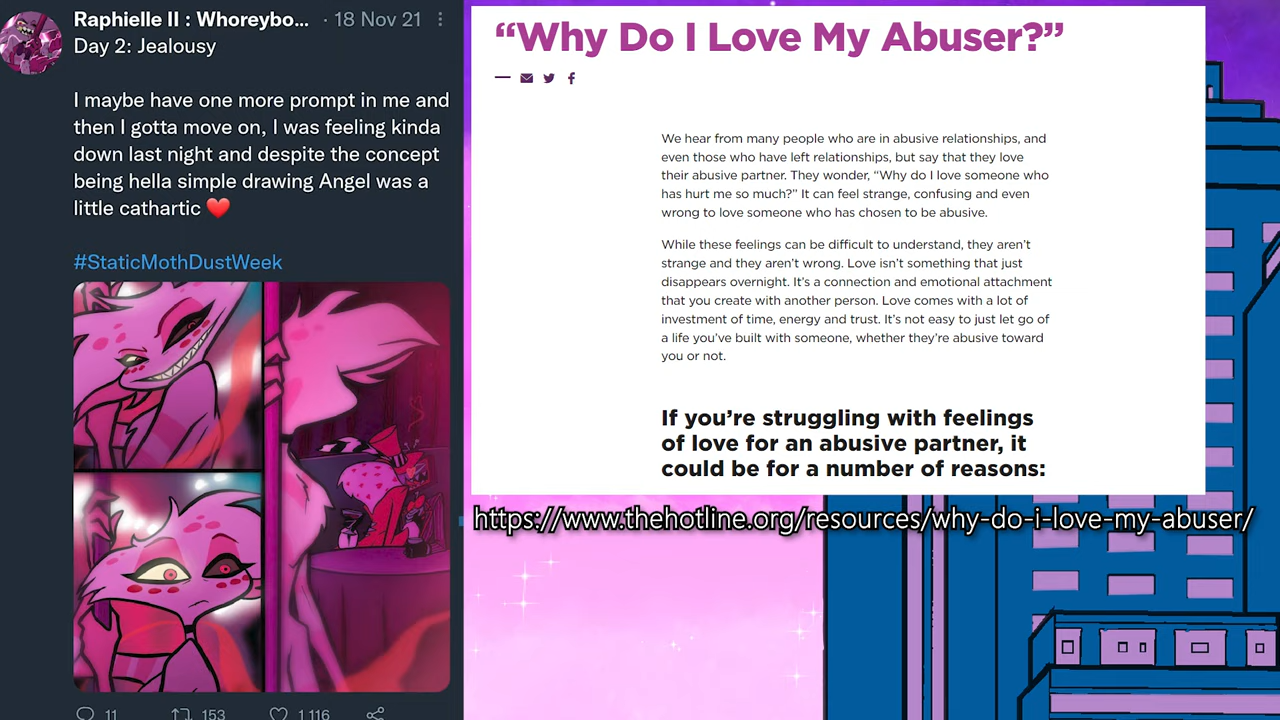 Raphielle II : Whoreybo... · 18 Nov 21
Day 2: Jealousy
I maybe have one more prompt in me and
then I gotta move on, I was feeling kinda
down last night and despite the concept
being hella simple drawing Angel was a
little cathartic ❤️
#StaticMothDustWeek
11 153 1,116
“Why Do I Love My Abuser?”
We hear from many people who are in abusive relationships, and
even those who have left relationships, but say that they love
their abusive partner. They wonder, “Why do I love someone who
has hurt me so much?” It can feel strange, confusing and even
wrong to love someone who has chosen to be abusive.
While these feelings can be difficult to understand, they aren’t
strange and they aren’t wrong. Love isn’t something that just
disappears overnight. It’s a connection and emotional attachment
that you create with another person. Love comes with a lot of
investment of time, energy and trust. It’s not easy to just let go of
a life you’ve built with someone, whether they’re abusive toward
you or not.
If you’re struggling with feelings
of love for an abusive partner, it
could be for a number of reasons:
https://www.thehotline.org/resources/why-do-i-love-my-abuser/